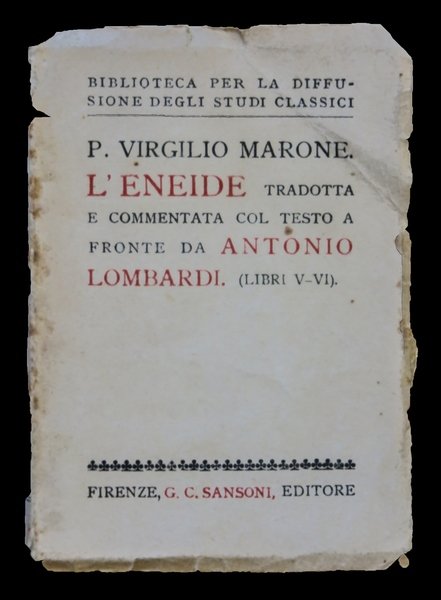 BIBLIOTECA PER LA DIFFU-
SIONE DEGLI STUDI CLASSICI
P. VIRGILIO MARONE.
L'ENEIDE TRADOTTA
E COMMENTATA COL TESTO A
FRONTE DA ANTONIO
LOMBARDI. (LIBRI V-VI).
FIRENZE, G. C. SANSONI, EDITORE